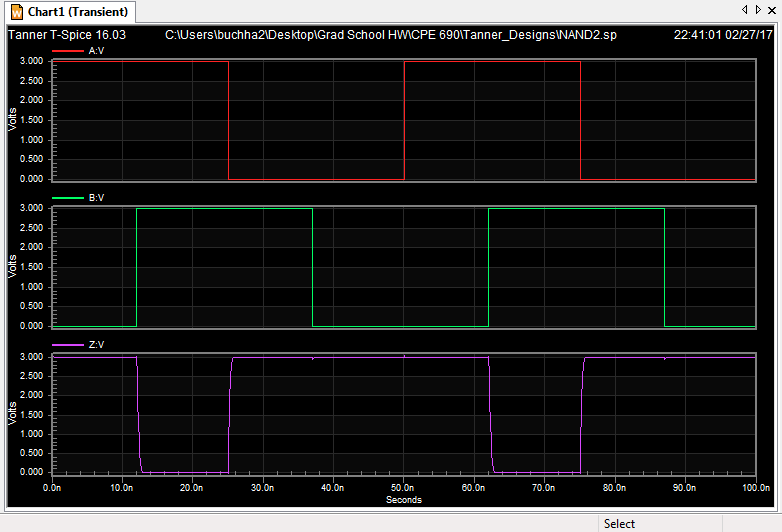 Chart1 (Transient)
Tanner T-Spice 16.03 C:\Users\buchha2\Desktop\Grad School HW\CPE 690\Tanner_Designs\NAND2.sp 22:41:01 02/27/17
A:V
3.000
2.500
2.000
1.500
1.000
0.500
0.000
Volts
B:V
3.000
2.500
2.000
1.500
1.000
0.500
0.000
Volts
Z:V
3.000
2.500
2.000
1.500
1.000
0.500
0.000
Volts
0.0n 10.0n 20.0n 30.0n 40.0n 50.0n 60.0n 70.0n 80.0n 90.0n 100.0n
Seconds
Select